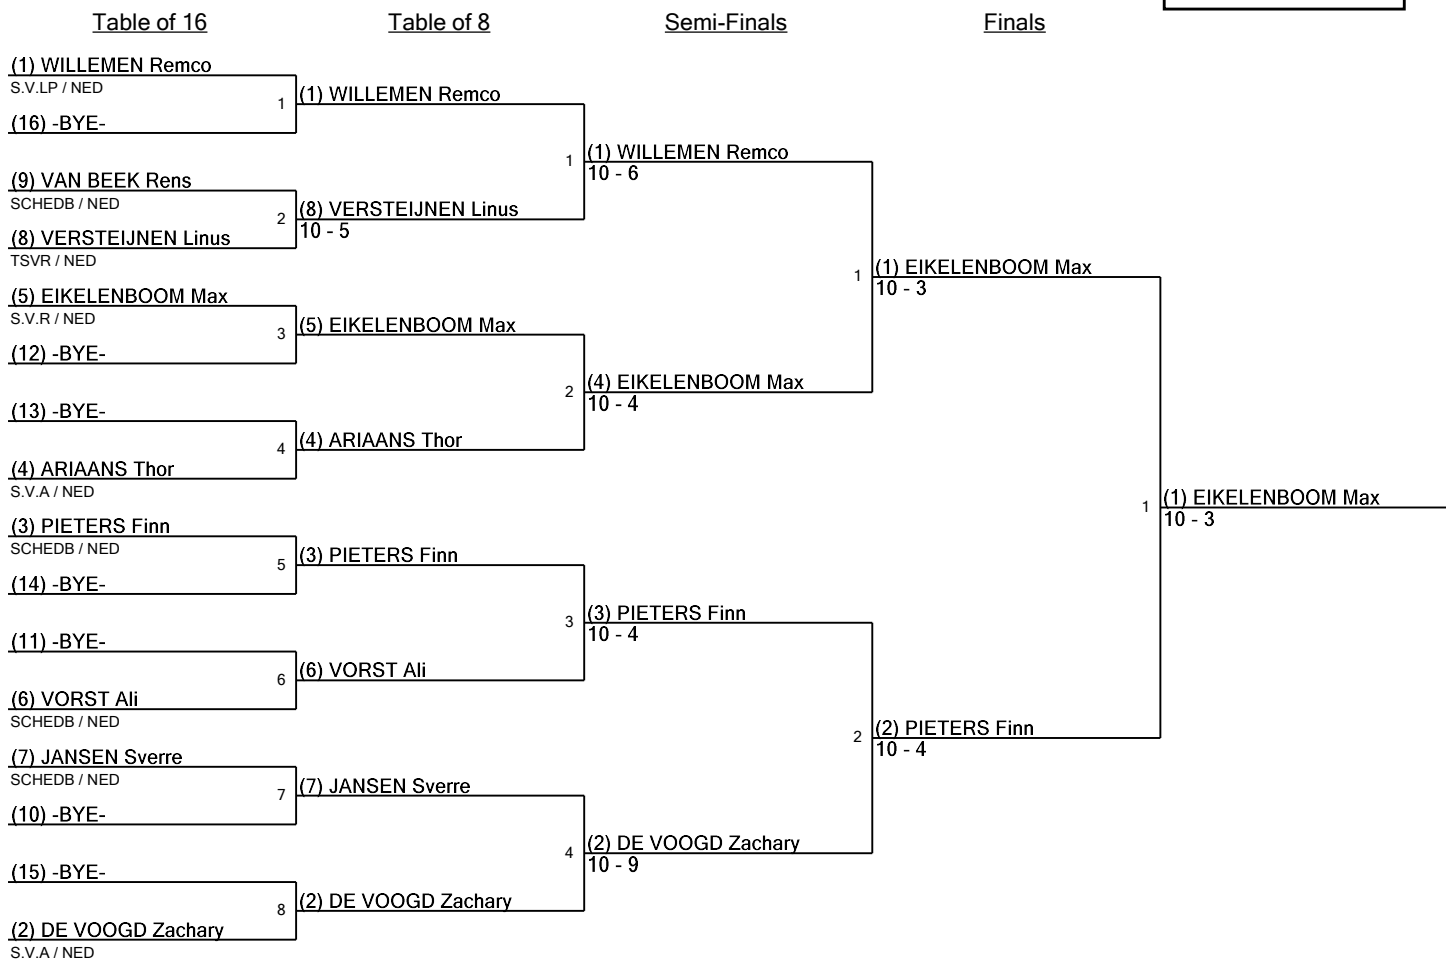 Table of 16
Table of 8
Semi-Finals
Finals
(1) WILLEMEN Remco
S.V.LP / NED
1
(16) -BYE-
(9) VAN BEEK Rens
SCHEDB / NED
2
(8) VERSTEIJNEN Linus
TSVR / NED
(5) EIKELENBOOM Max
S.V.R / NED
3
(12) -BYE-
(13) -BYE-
4
(4) ARIAANS Thor
S.V.A / NED
(3) PIETERS Finn
SCHEDB / NED
5
(14) -BYE-
(11) -BYE-
6
(6) VORST Ali
SCHEDB / NED
(7) JANSEN Sverre
SCHEDB / NED
7
(10) -BYE-
(15) -BYE-
8
(2) DE VOOGD Zachary
S.V.A / NED
(1) WILLEMEN Remco
1
(8) VERSTEIJNEN Linus
10 - 5
(5) EIKELENBOOM Max
2
(4) ARIAANS Thor
(3) PIETERS Finn
3
(6) VORST Ali
(7) JANSEN Sverre
4
(2) DE VOOGD Zachary
(1) WILLEMEN Remco
10 - 6
1
(4) EIKELENBOOM Max
10 - 4
(3) PIETERS Finn
10 - 4
2
(2) DE VOOGD Zachary
10 - 9
(1) EIKELENBOOM Max
10 - 3
1
(2) PIETERS Finn
10 - 4
(1) EIKELENBOOM Max
10 - 3